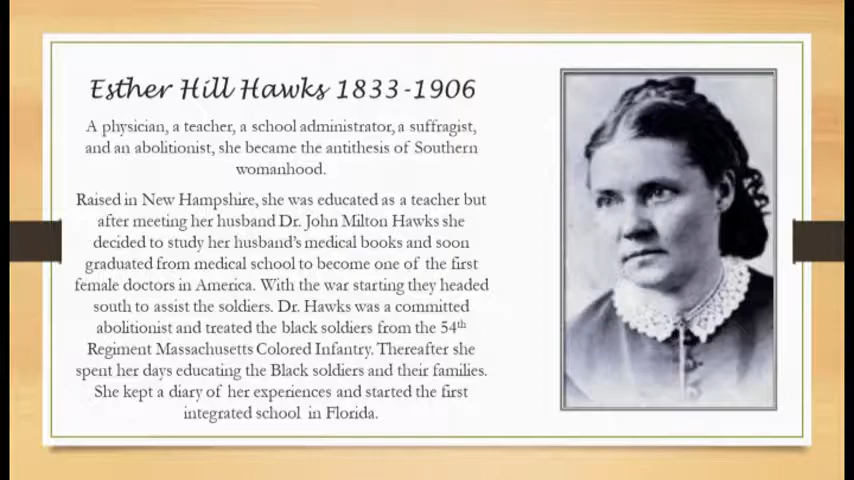 Esther Hill Hawks 1833-1906
A physician, a teacher, a school administrator, a suffragist,
and an abolitionist, she became the antithesis of Southern
womanhood.
Raised in New Hampshire, she was educated as a teacher but
after meeting her husband Dr. John Milton Hawks she
decided to study her husband's medical books and soon
graduated from medical school to become one of the first
female doctors in America. With the war starting they headed
south to assist the soldiers. Dr. Hawks was a committed
abolitionist and treated the black soldiers from the 54th
Regiment Massachusetts Colored Infantry. Thereafter she
spent her days educating the Black soldiers and their families.
She kept a diary of her experiences and started the first
integrated school in Florida.